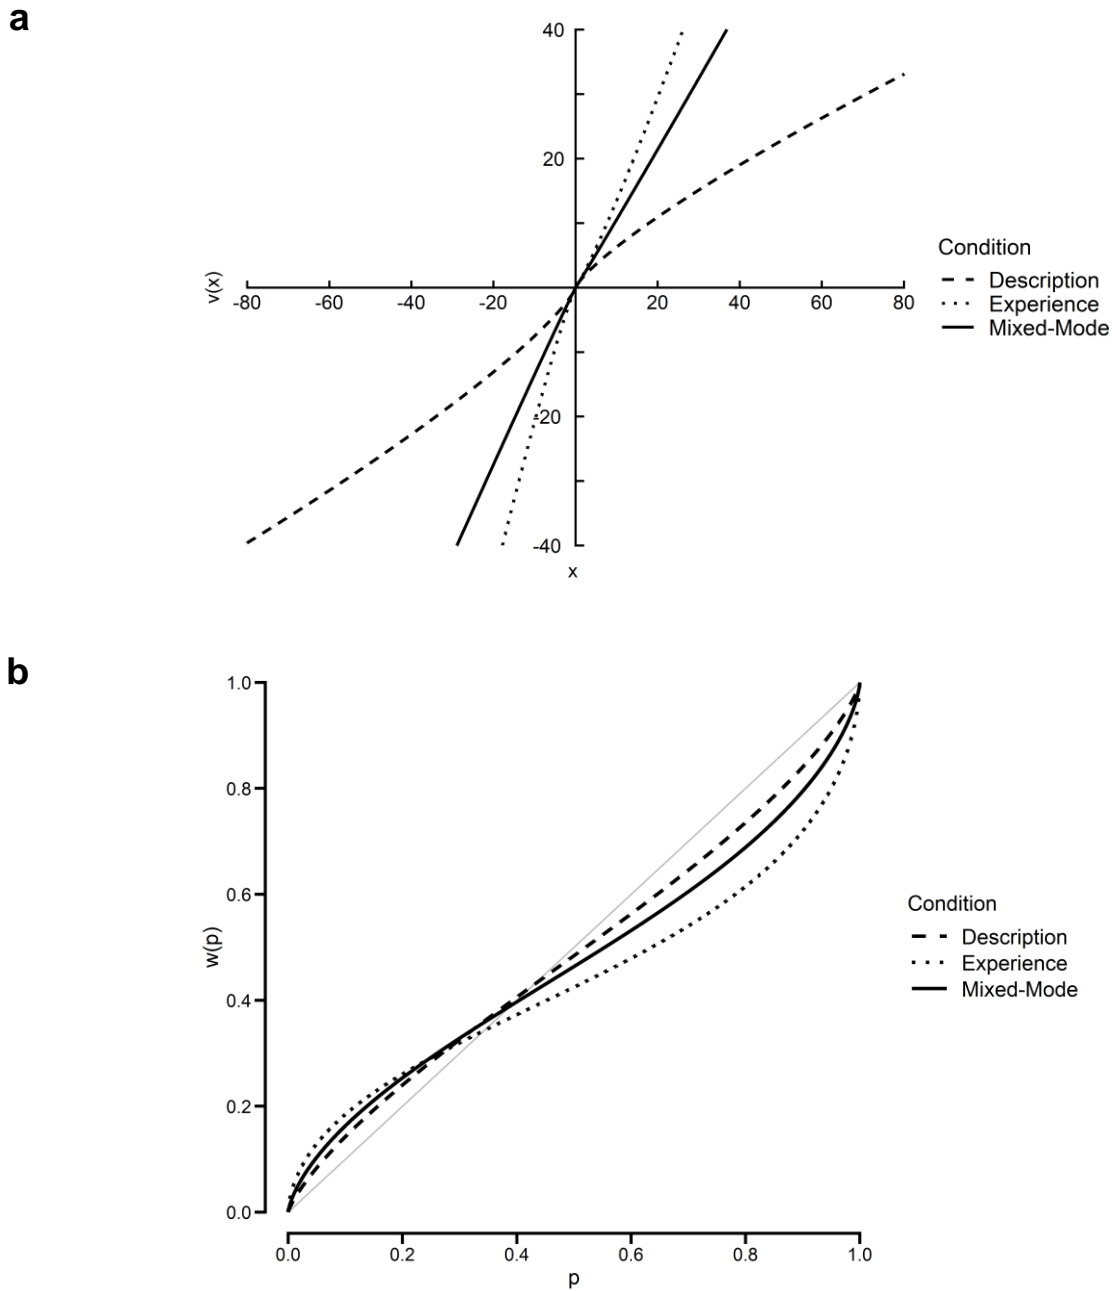 a
40
20
v(x)
-80 -60 -40 -20 20 40 60 80
-20
-40
x
Condition
Description
Experience
Mixed-Mode
b
1.0
0.8
0.6
0.4
0.2
0.0
w(p)
0.0 0.2 0.4 0.6 0.8 1.0
p
Condition
Description
Experience
Mixed-Mode